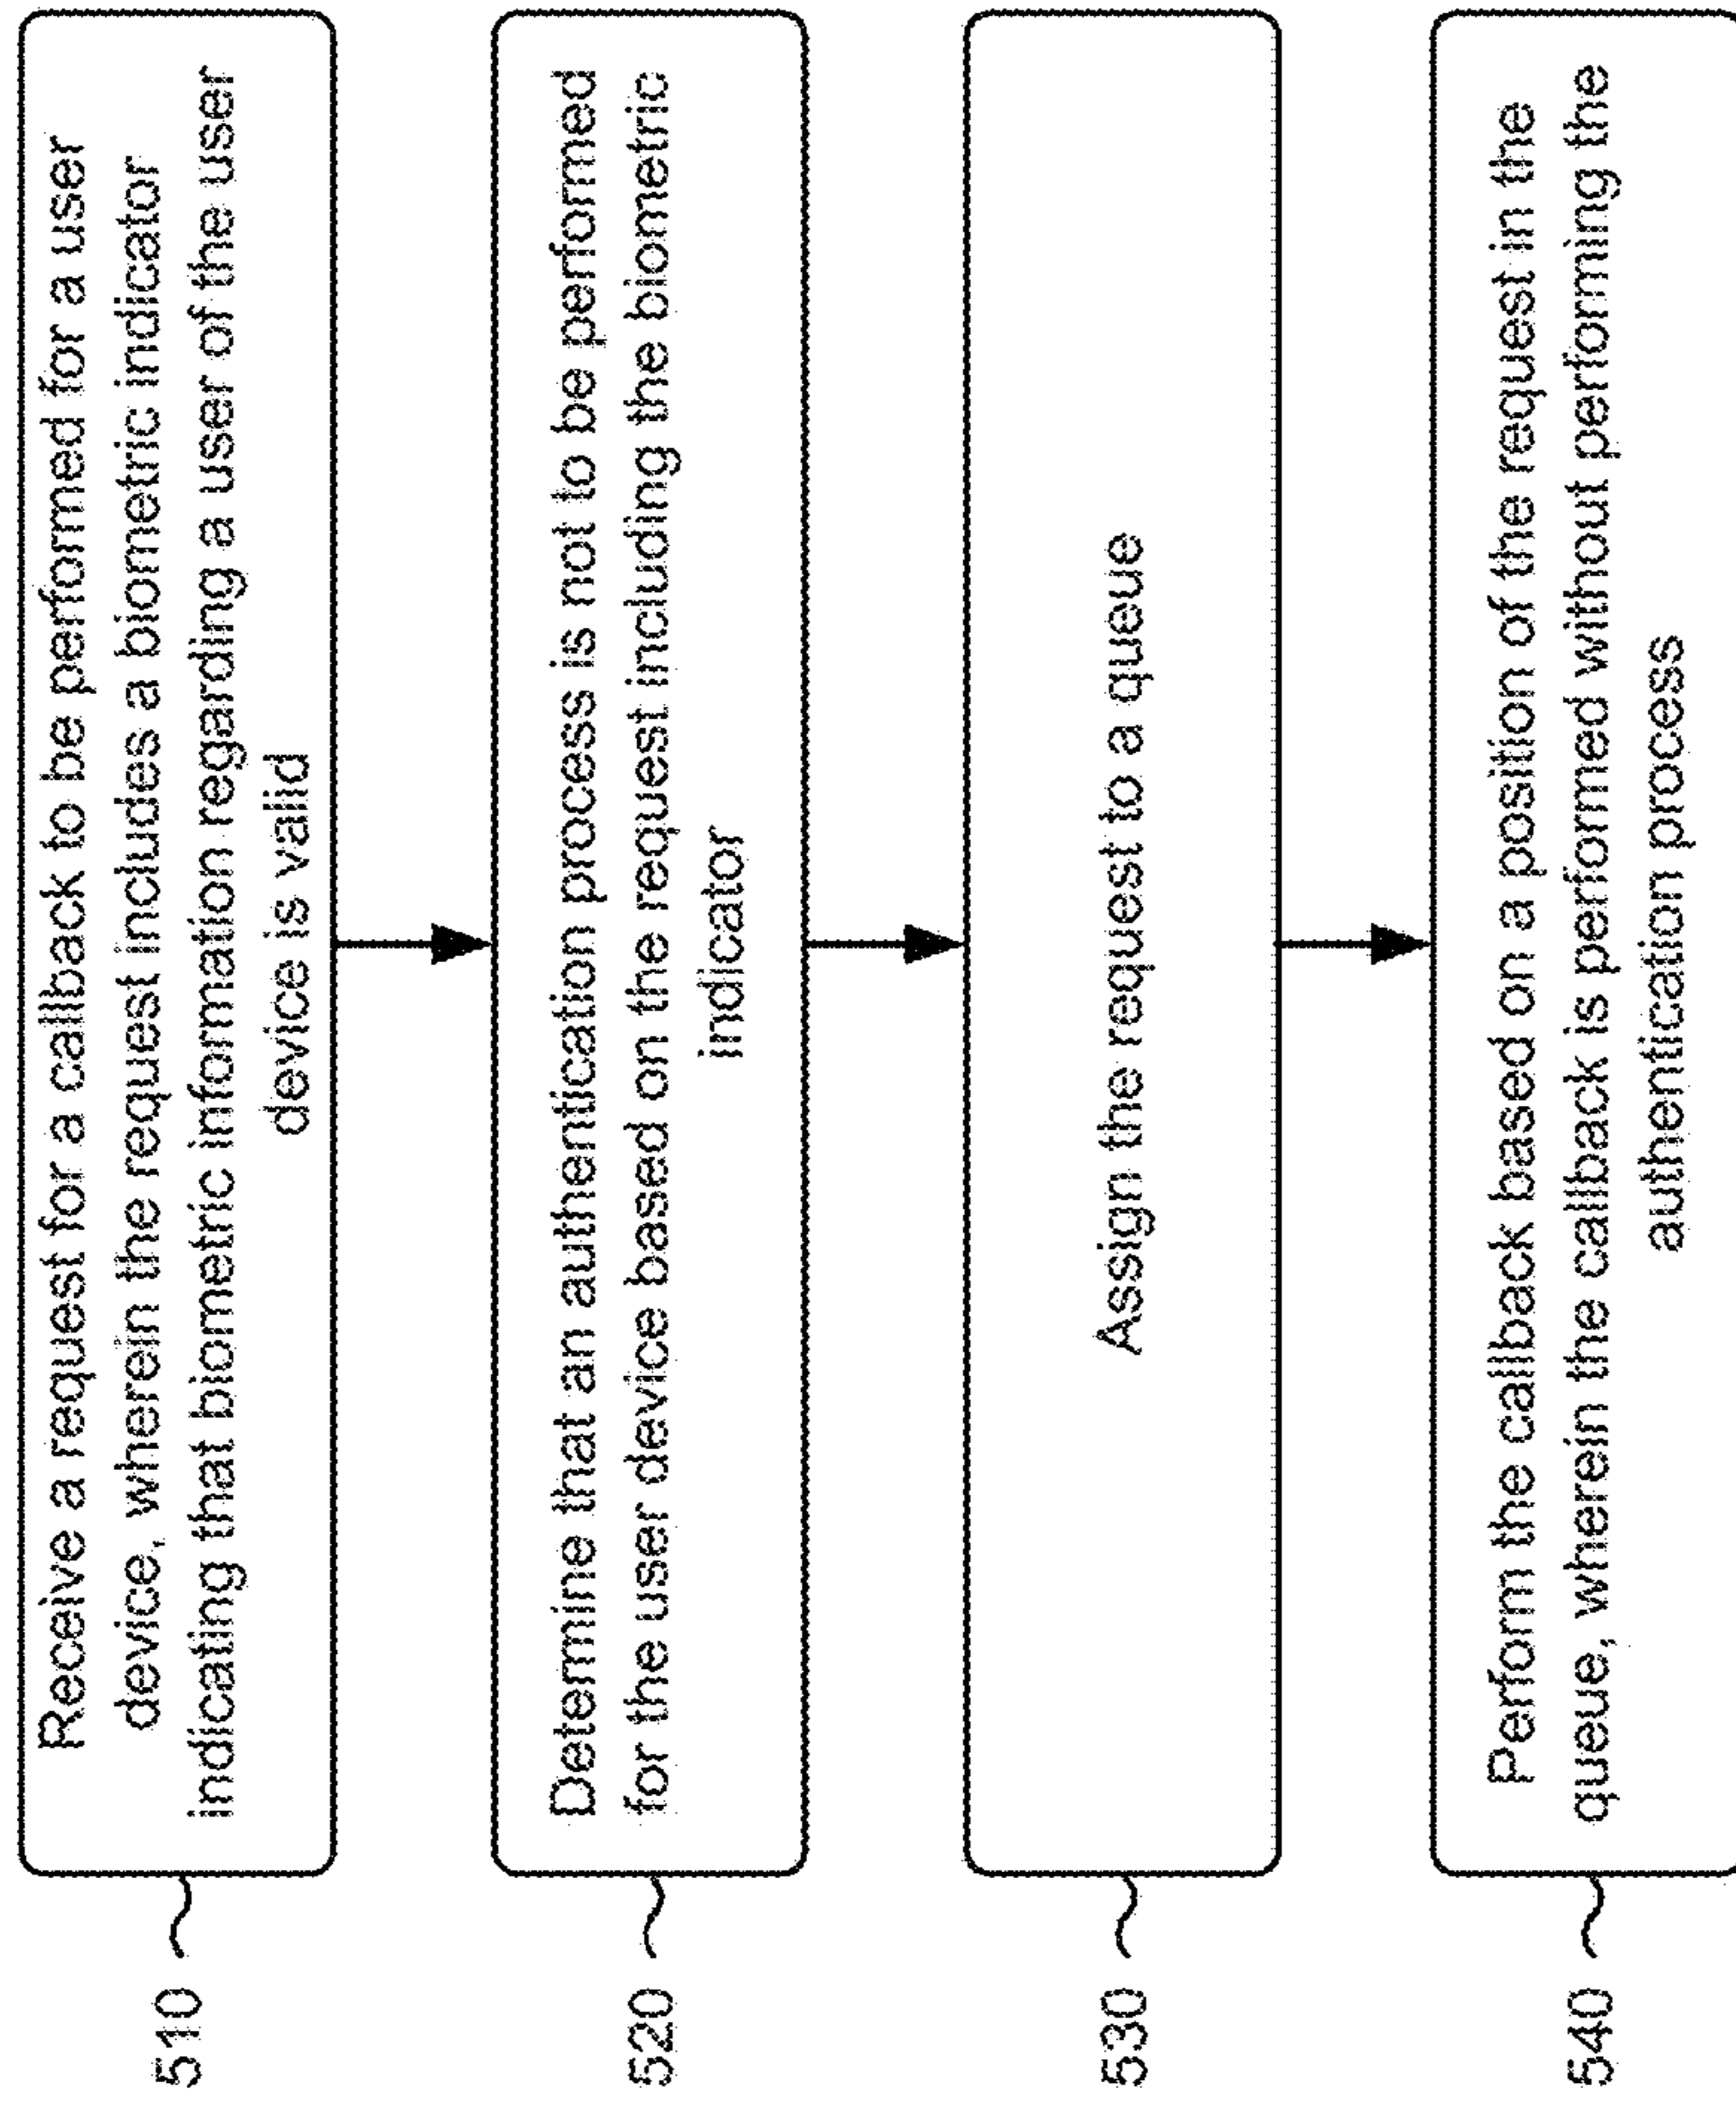 510
Receive a request for a callback to be performed for a user
device, wherein the request includes a biometric indicator
indicating that biometric information regarding a user of the user
device is valid
520
Determine that an authentication process is not to be performed
for the user device based on the request including the biometric
indicator
530
Assign the request to a queue
540
Perform the callback based on a position of the request in the
queue, wherein the callback is performed without performing the
authentication process